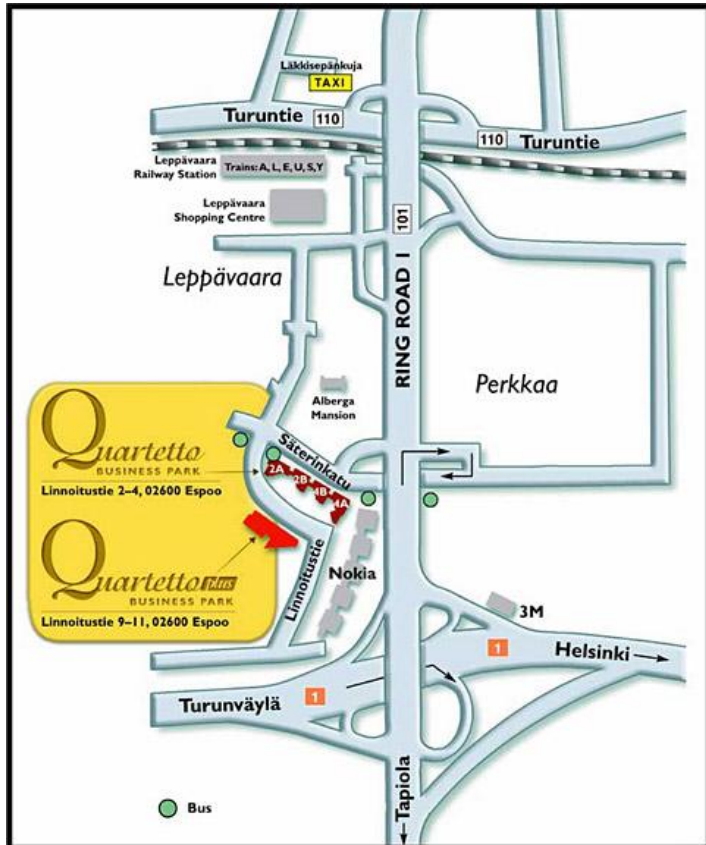 Läkkisepänkuja
TAXI
Turuntie
110
110
Turuntie
Leppävaara
Railway Station
Trains: A, L, E, U, S, Y
Leppävaara
Shopping Centre
101
RING ROAD I
Leppävaara
Perkkaa
Alberga
Mansion
Quartetto
BUSINESS PARK
Linnoitustie 2–4, 02600 Espoo
Säterinkatu
2A
2B
4B
4A
Quartetto plus
BUSINESS PARK
Linnoitustie 9–11, 02600 Espoo
Linnoitustie
Nokia
3M
1
Helsinki
1
Turunväylä
Tapiola
Bus